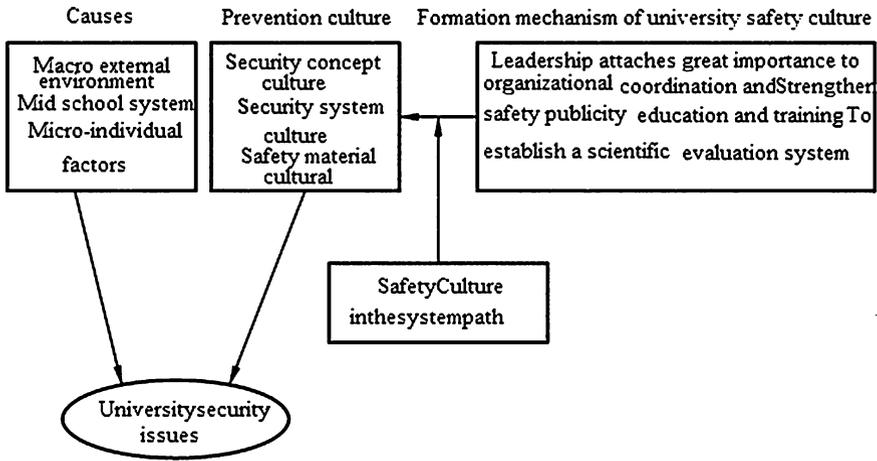 Causes
Prevention culture
Formation mechanism of university safety culture
Macro external
environment
Mid school system
Micro-individual
factors
Security concept
culture
Security system
culture
Safety material
cultural
Leadership attaches great importance to
organizational coordination andStrengthen
safety publicity education and trainingTo
establish a scientific evaluation system
SafetyCulture
inthesystempath
Universitysecurity
issues